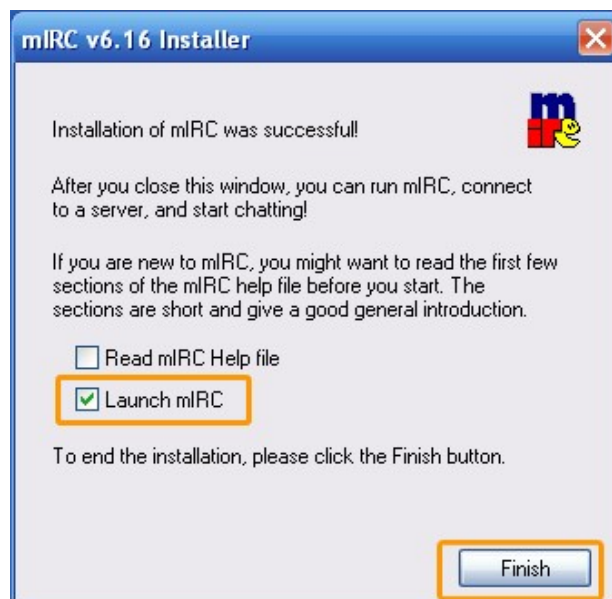 mIRC v6.16 Installer
Installation of mIRC was successful!
After you close this window, you can run mIRC, connect
to a server, and start chatting!
If you are new to mIRC, you might want to read the first few
sections of the mIRC help file before you start. The
sections are short and give a good general introduction.
Read mIRC Help file
Launch mIRC
To end the installation, please click the Finish button.
Finish